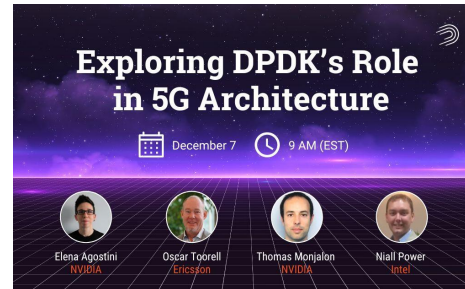 Exploring DPDK’s Role
in 5G Architecture
December 7
9 AM (EST)
Elena Agostini
NVIDIA
Oscar Toorell
Ericsson
Thomas Monjalon
NVIDIA
Niall Power
Intel